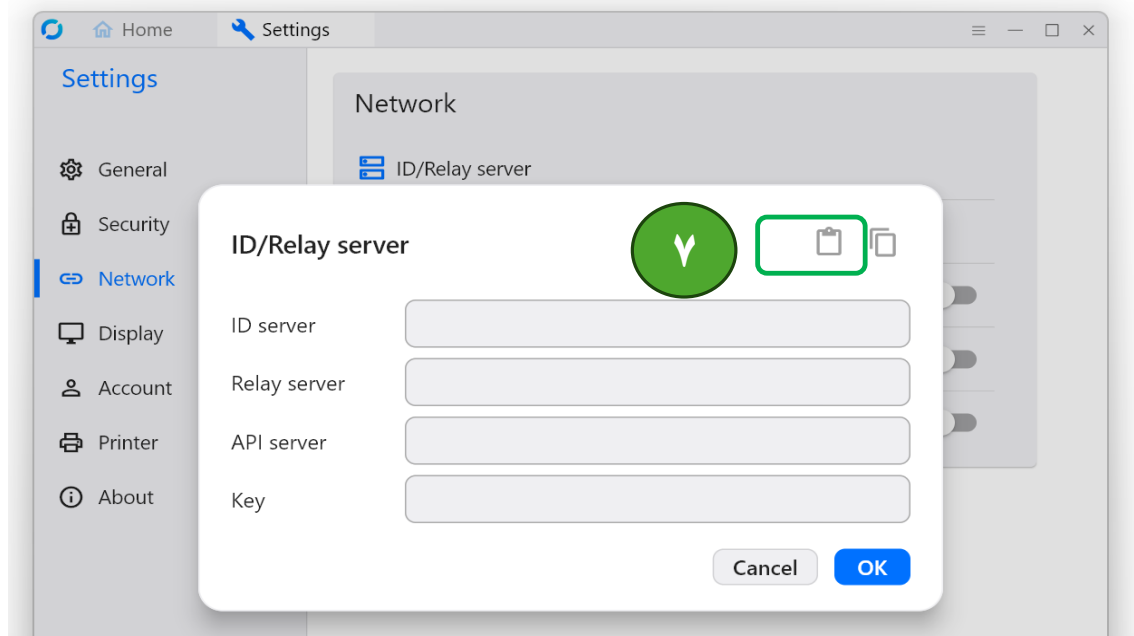 Home
Settings
Settings
Network
ID/Relay server
General
Security
Network
Display
Account
Printer
About
ID/Relay server
۷
ID server
Relay server
API server
Key
Cancel
OK